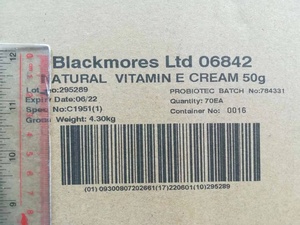 Blackmores Ltd 06842
NATURAL VITAMIN E CREAM 50g
Lot no:295289 PROBIOTEC BATCH No:784331
Expiry Date:06/22 Quantity: 70EA
Spec No:C1951(1) Container No: 0016
Gross Weight: 4.30kg
(01)09300807202661(17)220601(10)295289